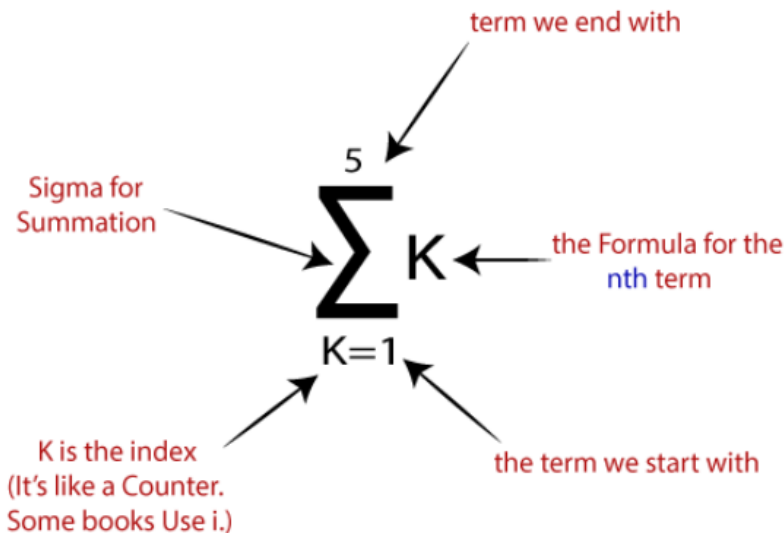 term we end with
5
Sigma for
Summation
∑ K
the Formula for the
nth term
K=1
K is the index
(It's like a Counter.
Some books Use i.)
the term we start with